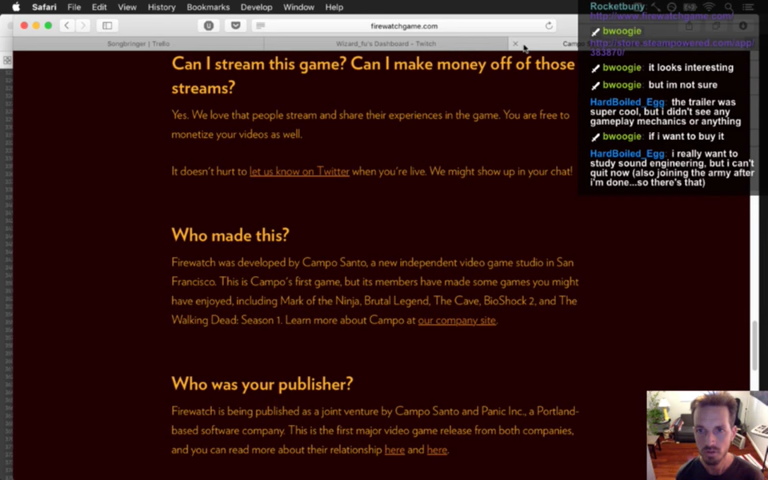 Safari File Edit View History Bookmarks Develop Window Help
firewatchgame.com
Songbringer | Trello
Wizard_fu's Dashboard - Twitch
Camp
Can I stream this game? Can I make money off of those
streams?
Yes. We love that people stream and share their experiences in the game. You are free to
monetize your videos as well.
It doesn't hurt to let us know on Twitter when you're live. We might show up in your chat!
Who made this?
Firewatch was developed by Campo Santo, a new independent video game studio in San
Francisco. This is Campo's first game, but its members have made some games you might
have enjoyed, including Mark of the Ninja, Brutal Legend, The Cave, BioShock 2, and The
Walking Dead: Season 1. Learn more about Campo at our company site.
Who was your publisher?
Firewatch is being published as a joint venture by Campo Santo and Panic Inc., a Portland-
based software company. This is the first major video game release from both companies,
and you can read more about their relationship here and here.
Rocketbuny:
http://www.firewatchgame.com/
bwoogie
http://store.steampowered.com/app/
383870/
bwoogie it looks interesting
bwoogie but im not sure
HardBoiled_Egg: the trailer was
super cool, but i didn't see any
gameplay mechanics or anything
bwoogie if i want to buy it
HardBoiled_Egg: i really want to
study sound engineering, but i can't
quit now (also joining the army after
i'm done...so there's that)